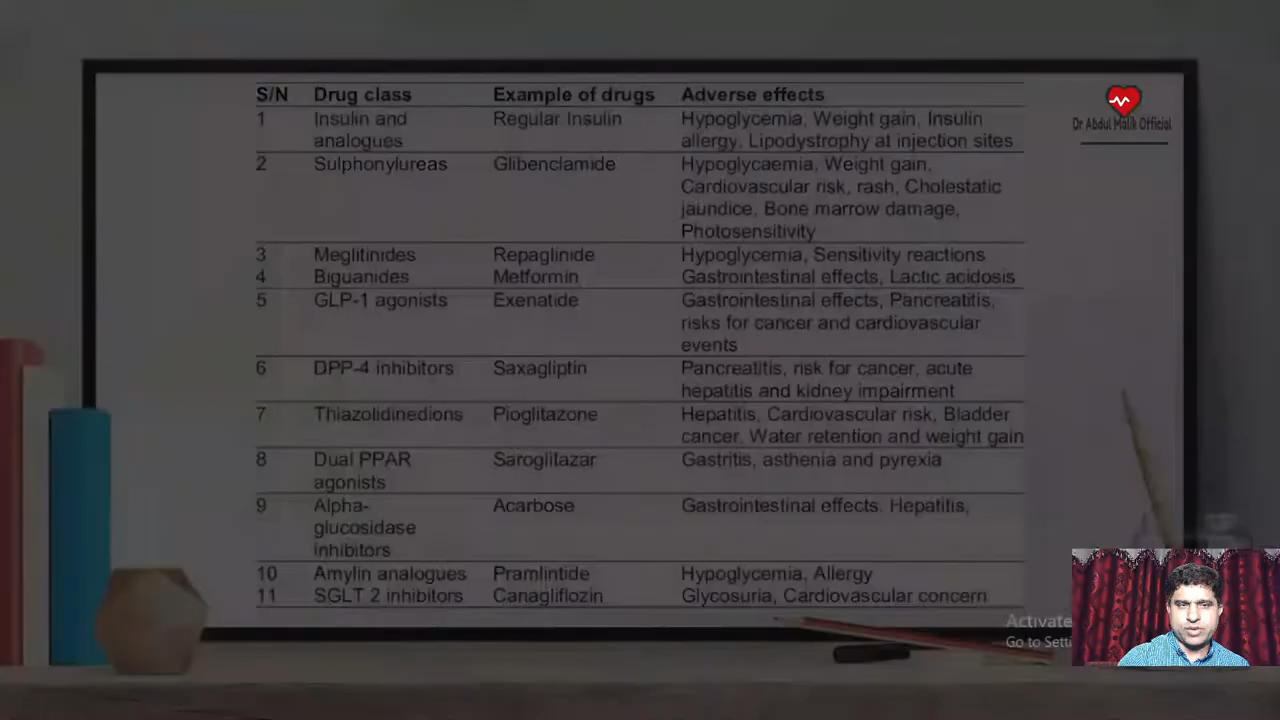 S/N Drug class Example of drugs Adverse effects
1 Insulin and Regular Insulin Hypoglycemia, Weight gain, Insulin
analogues allergy, Lipodystrophy at injection sites
2 Sulphonylureas Glibenclamide Hypoglycaemia, Weight gain,
Cardiovascular risk, rash, Cholestatic
jaundice, Bone marrow damage,
Photosensitivity
3 Meglitinides Repaglinide Hypoglycemia, Sensitivity reactions
4 Biguanides Metformin Gastrointestinal effects, Lactic acidosis
5 GLP-1 agonists Exenatide Gastrointestinal effects, Pancreatitis,
risks for cancer and cardiovascular
events
6 DPP-4 inhibitors Saxagliptin Pancreatitis, risk for cancer, acute
hepatitis and kidney impairment
7 Thiazolidinedions Pioglitazone Hepatitis, Cardiovascular risk, Bladder
cancer, Water retention and weight gain
8 Dual PPAR Saroglitazar Gastritis, asthenia and pyrexia
agonists
9 Alpha- Acarbose Gastrointestinal effects. Hepatitis,
glucosidase
inhibitors
10 Amylin analogues Pramlintide Hypoglycemia, Allergy
11 SGLT 2 inhibitors Canagliflozin Glycosuria, Cardiovascular concern
Dr Abdul Malik Official
Activate
Go to Setti